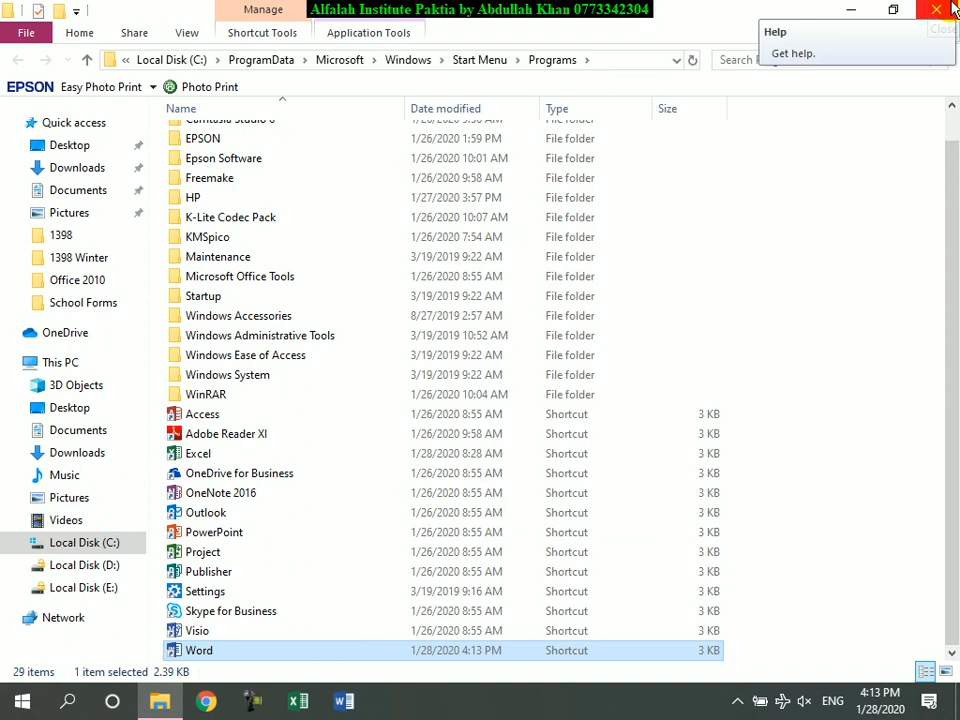 Manage
Alfalah Institute Paktia by Abdullah Khan 0773342304
File Home Share View Shortcut Tools Application Tools
Help
Get help.
Close
« Local Disk (C:) › ProgramData › Microsoft › Windows › Start Menu › Programs ›
EPSON Easy Photo Print Photo Print
Name Date modified Type Size
Quick access
Desktop
Downloads
Documents
Pictures
1398
1398 Winter
Office 2010
School Forms
OneDrive
This PC
3D Objects
Desktop
Documents
Downloads
Music
Pictures
Videos
Local Disk (C:)
Local Disk (D:)
Local Disk (E:)
Network
EPSON 1/26/2020 1:59 PM File folder
Epson Software 1/26/2020 10:01 AM File folder
Freemake 1/26/2020 9:58 AM File folder
HP 1/27/2020 3:57 PM File folder
K-Lite Codec Pack 1/26/2020 10:07 AM File folder
KMSpico 1/26/2020 7:54 AM File folder
Maintenance 3/19/2019 9:22 AM File folder
Microsoft Office Tools 1/26/2020 8:55 AM File folder
Startup 3/19/2019 9:22 AM File folder
Windows Accessories 8/27/2019 2:57 AM File folder
Windows Administrative Tools 3/19/2019 10:52 AM File folder
Windows Ease of Access 3/19/2019 9:22 AM File folder
Windows System 3/19/2019 9:22 AM File folder
WinRAR 1/26/2020 10:04 AM File folder
Access 1/26/2020 8:55 AM Shortcut 3 KB
Adobe Reader XI 1/26/2020 9:58 AM Shortcut 3 KB
Excel 1/28/2020 8:28 AM Shortcut 3 KB
OneDrive for Business 1/26/2020 8:55 AM Shortcut 3 KB
OneNote 2016 1/26/2020 8:55 AM Shortcut 3 KB
Outlook 1/26/2020 8:55 AM Shortcut 3 KB
PowerPoint 1/26/2020 8:55 AM Shortcut 3 KB
Project 1/26/2020 8:55 AM Shortcut 3 KB
Publisher 1/26/2020 8:55 AM Shortcut 3 KB
Settings 3/19/2019 9:16 AM Shortcut 3 KB
Skype for Business 1/26/2020 8:55 AM Shortcut 3 KB
Visio 1/26/2020 8:55 AM Shortcut 3 KB
Word 1/28/2020 4:13 PM Shortcut 3 KB
29 items 1 item selected 2.39 KB
ENG
4:13 PM
1/28/2020